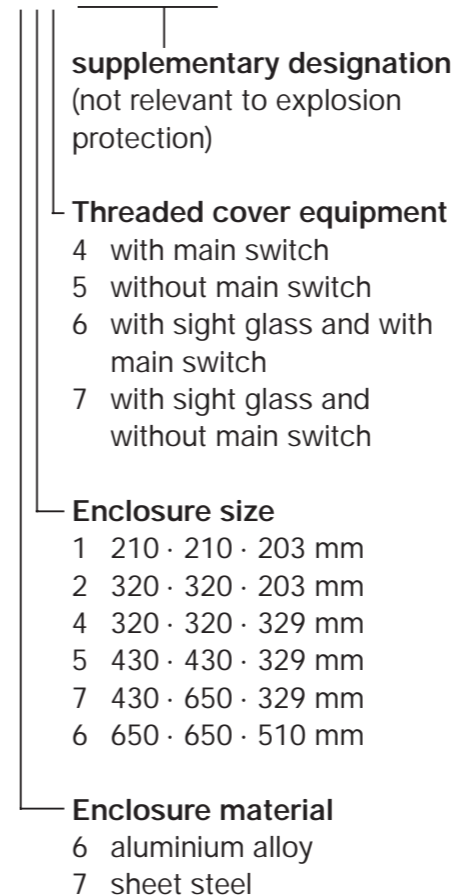 supplementary designation
(not relevant to explosion
protection)
Threaded cover equipment
4 with main switch
5 without main switch
6 with sight glass and with
main switch
7 with sight glass and
without main switch
Enclosure size
1 210 · 210 · 203 mm
2 320 · 320 · 203 mm
4 320 · 320 · 329 mm
5 430 · 430 · 329 mm
7 430 · 650 · 329 mm
6 650 · 650 · 510 mm
Enclosure material
6 aluminium alloy
7 sheet steel